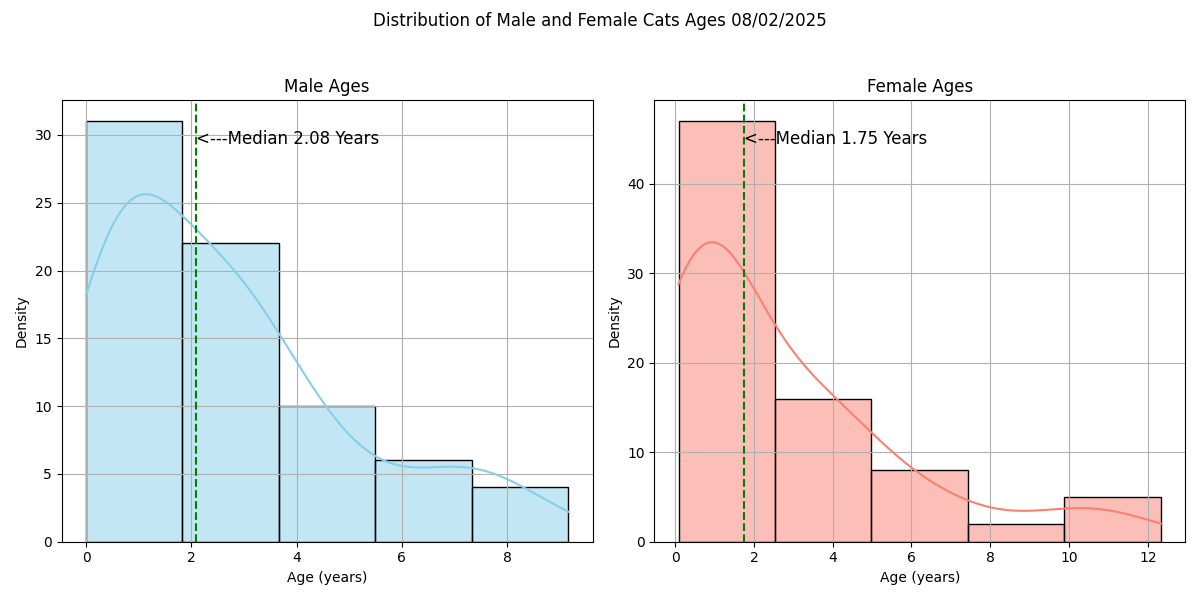 Distribution of Male and Female Cats Ages 08/02/2025
Male Ages
Density
30
25
20
15
10
5
0
<---Median 2.08 Years
0 2 4 6 8
Age (years)
Female Ages
Density
40
30
20
10
0
<---Median 1.75 Years
0 2 4 6 8 10 12
Age (years)